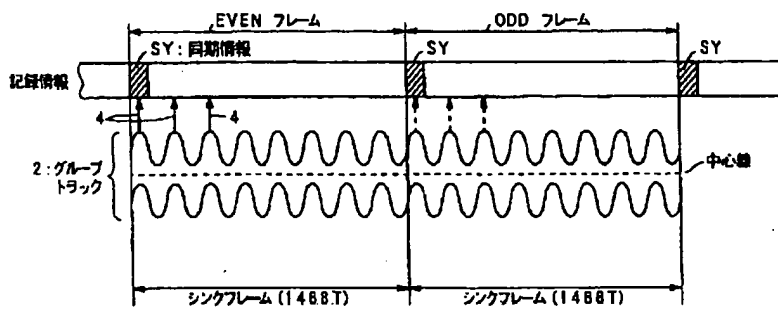 EVEN フレーム
ODD フレーム
SY: 同期情報
SY
SY
記録情報
4
4
2: グルーブ
トラック
中心線
シンクフレーム (1488T)
シンクフレーム (1488T)